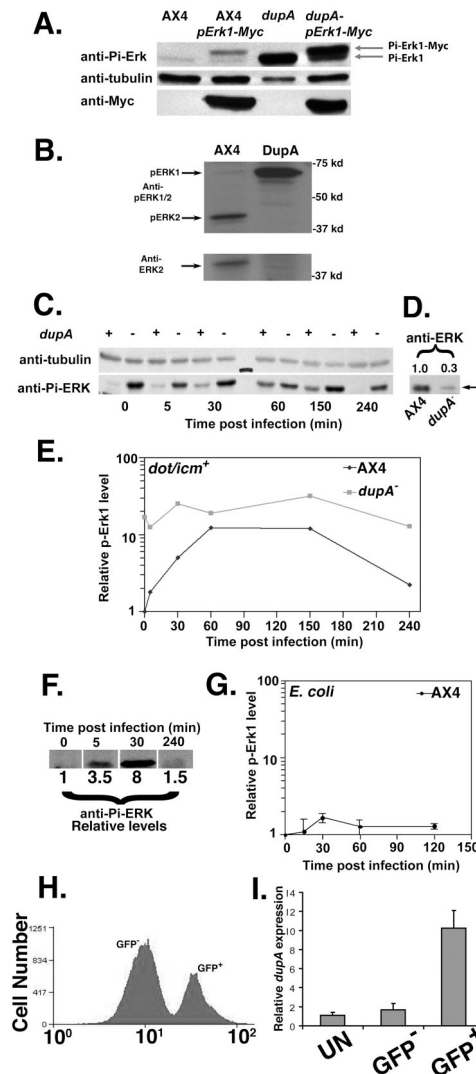 A.
AX4 AX4 dupA dupA-
pErk1-Myc pErk1-Myc
anti-Pi-Erk
Pi-Erk1-Myc
Pi-Erk1
anti-tubulin
anti-Myc
B.
AX4 DupA
pERK1
-75 kd
Anti-
pERK1/2
-50 kd
pERK2
-37 kd
Anti-
ERK2
-37 kd
C.
dupA + - + - + - + - + - + -
anti-tubulin
anti-Pi-ERK
0 5 30 60 150 240
Time post infection (min)
D.
anti-ERK
1.0 0.3
AX4
dupA-
E.
dot/icm+
AX4
dupA-
Relative p-Erk1 level
100
10
1
0 30 60 90 120 150 180 210 240
Time post infection (min)
F.
Time post infection (min)
0 5 30 240
1 3.5 8 1.5
anti-Pi-ERK
Relative levels
G.
E. coli
AX4
Relative p-Erk1 level
100
10
1
0 30 60 90 120 150
Time post infection (min)
H.
Cell Number
1251
834
417
0
GFP-
GFP+
10⁰ 10¹ 10²
I.
Relative dupA expression
14
12
10
8
6
4
2
0
UN
GFP-
GFP+